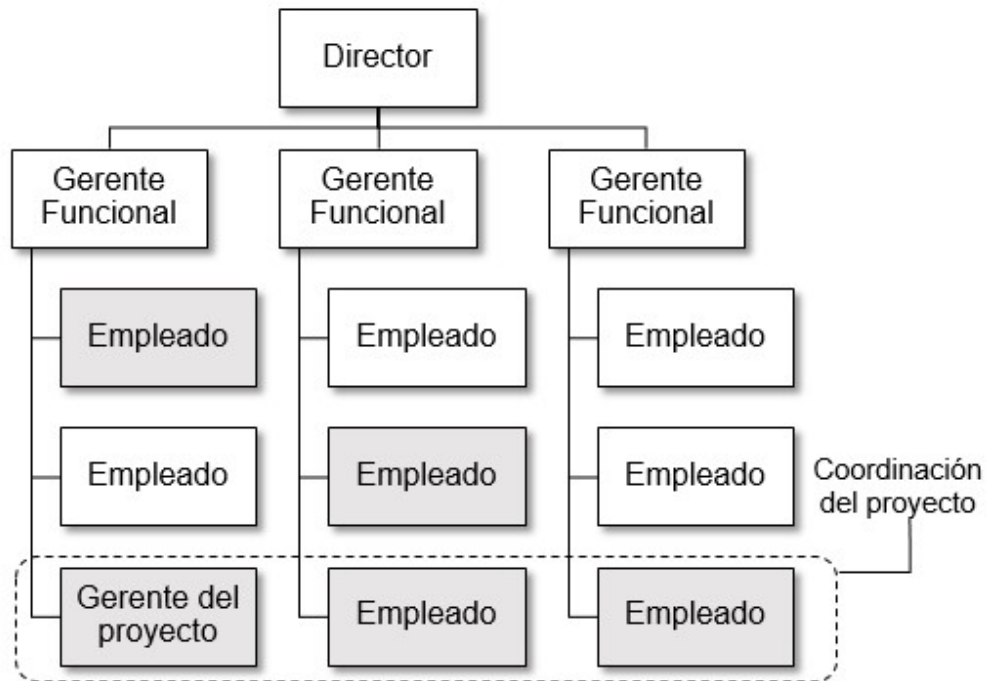 Director
Gerente
Funcional
Gerente
Funcional
Gerente
Funcional
Empleado
Empleado
Empleado
Empleado
Empleado
Empleado
Coordinación
del proyecto
Gerente del
proyecto
Empleado
Empleado